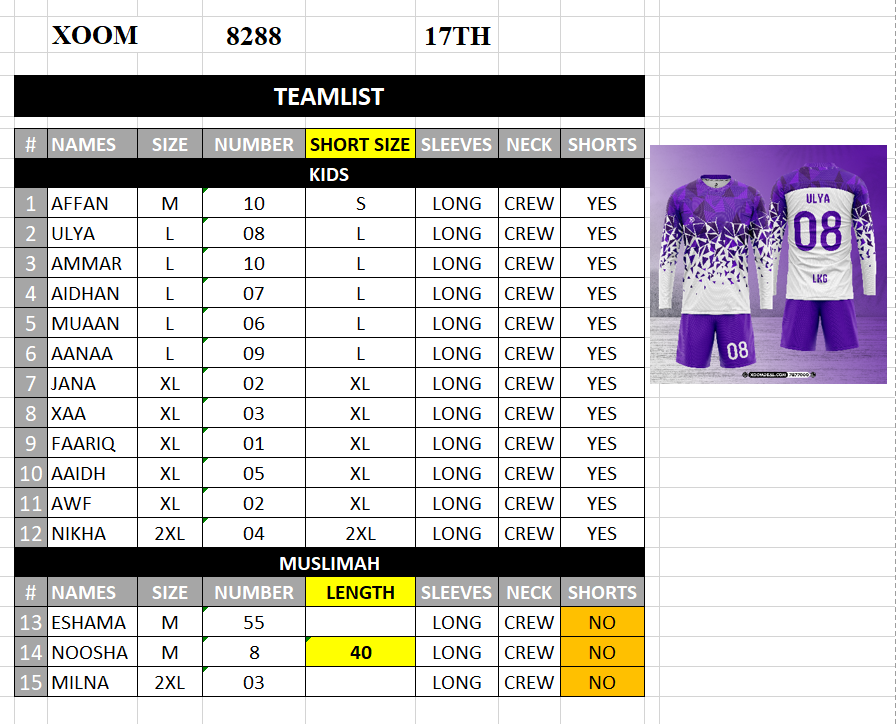 XOOM 8288 17TH
TEAMLIST
# NAMES SIZE NUMBER SHORT SIZE SLEEVES NECK SHORTS
KIDS
1 AFFAN M 10 S LONG CREW YES
2 ULYA L 08 L LONG CREW YES
3 AMMAR L 10 L LONG CREW YES
4 AIDHAN L 07 L LONG CREW YES
5 MUAAN L 06 L LONG CREW YES
6 AANAA L 09 L LONG CREW YES
7 JANA XL 02 XL LONG CREW YES
8 XAA XL 03 XL LONG CREW YES
9 FAARIQ XL 01 XL LONG CREW YES
10 AAIDH XL 05 XL LONG CREW YES
11 AWF XL 02 XL LONG CREW YES
12 NIKHA 2XL 04 2XL LONG CREW YES
MUSLIMAH
# NAMES SIZE NUMBER LENGTH SLEEVES NECK SHORTS
13 ESHAMA M 55 LONG CREW NO
14 NOOSHA M 8 40 LONG CREW NO
15 MILNA 2XL 03 LONG CREW NO
ULYA
08
LKG
08